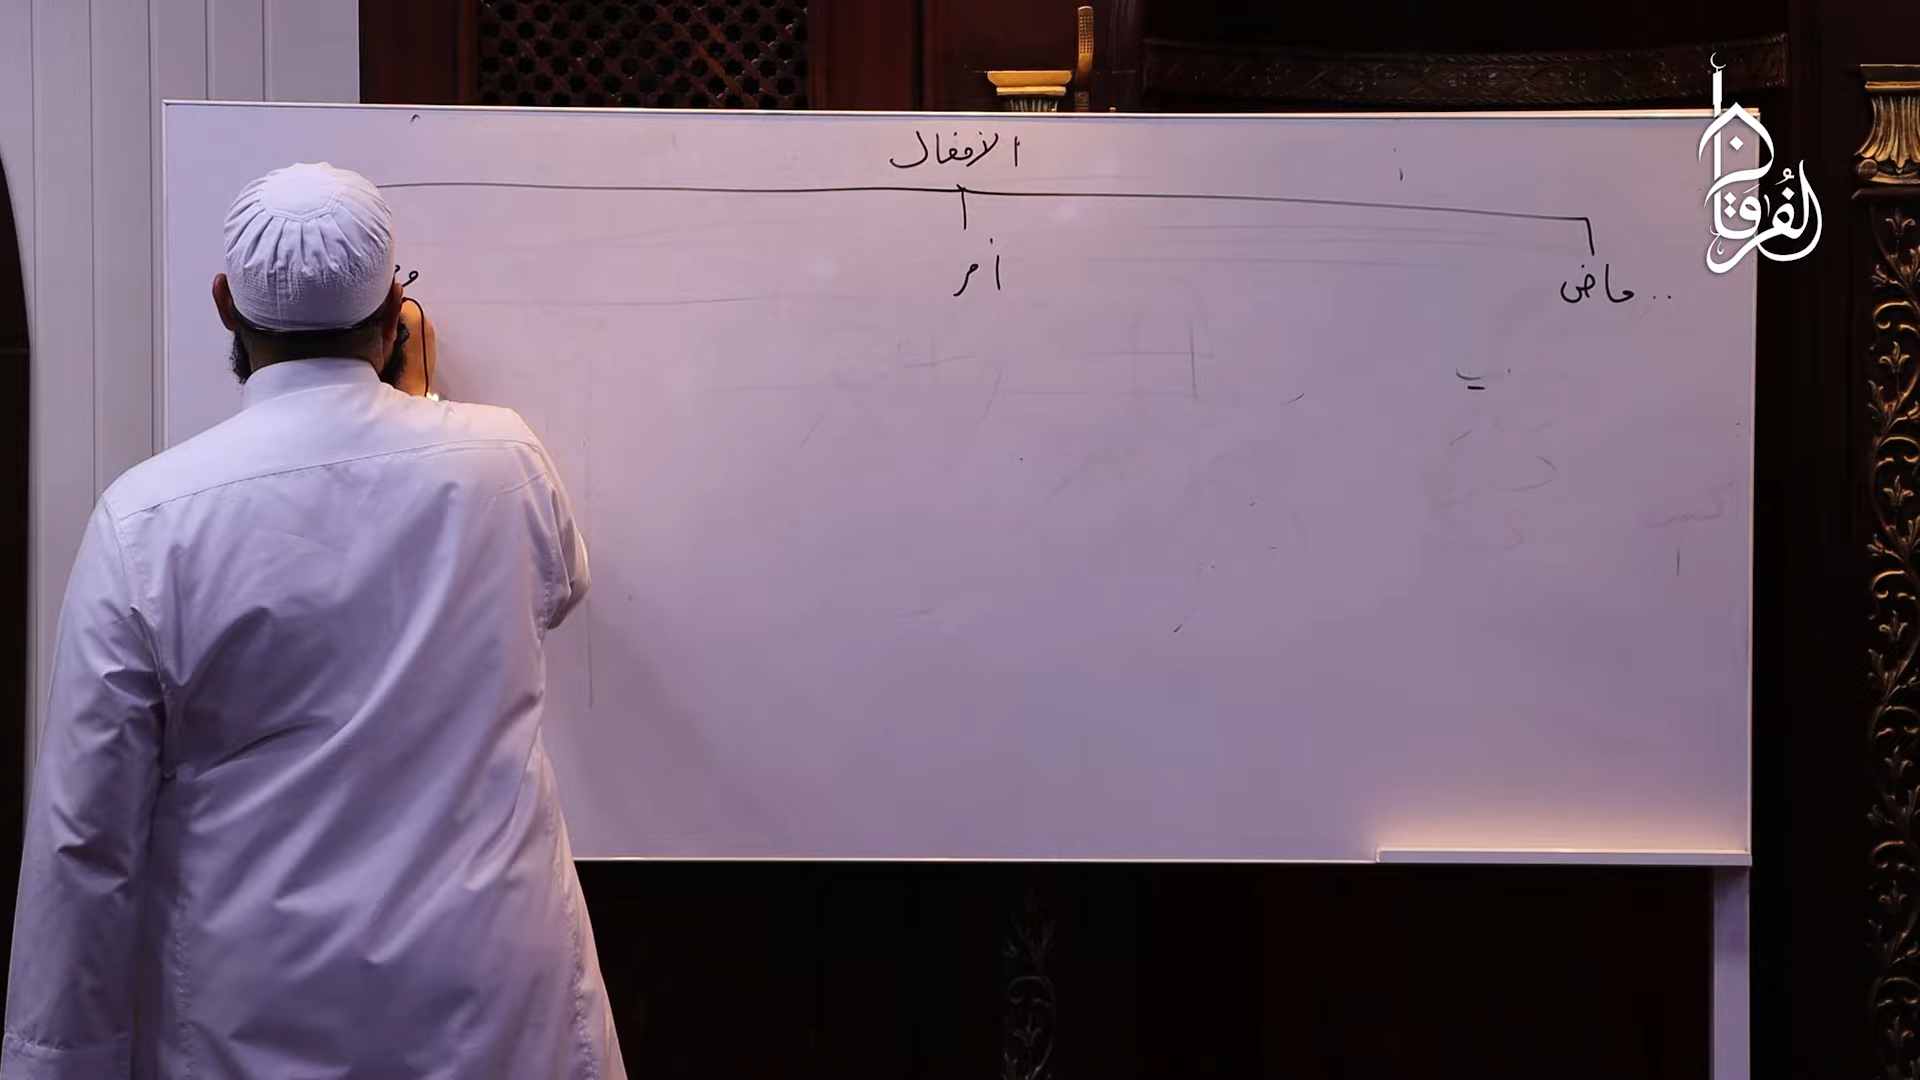 الأفعال
ماض
أمر
الفرقان